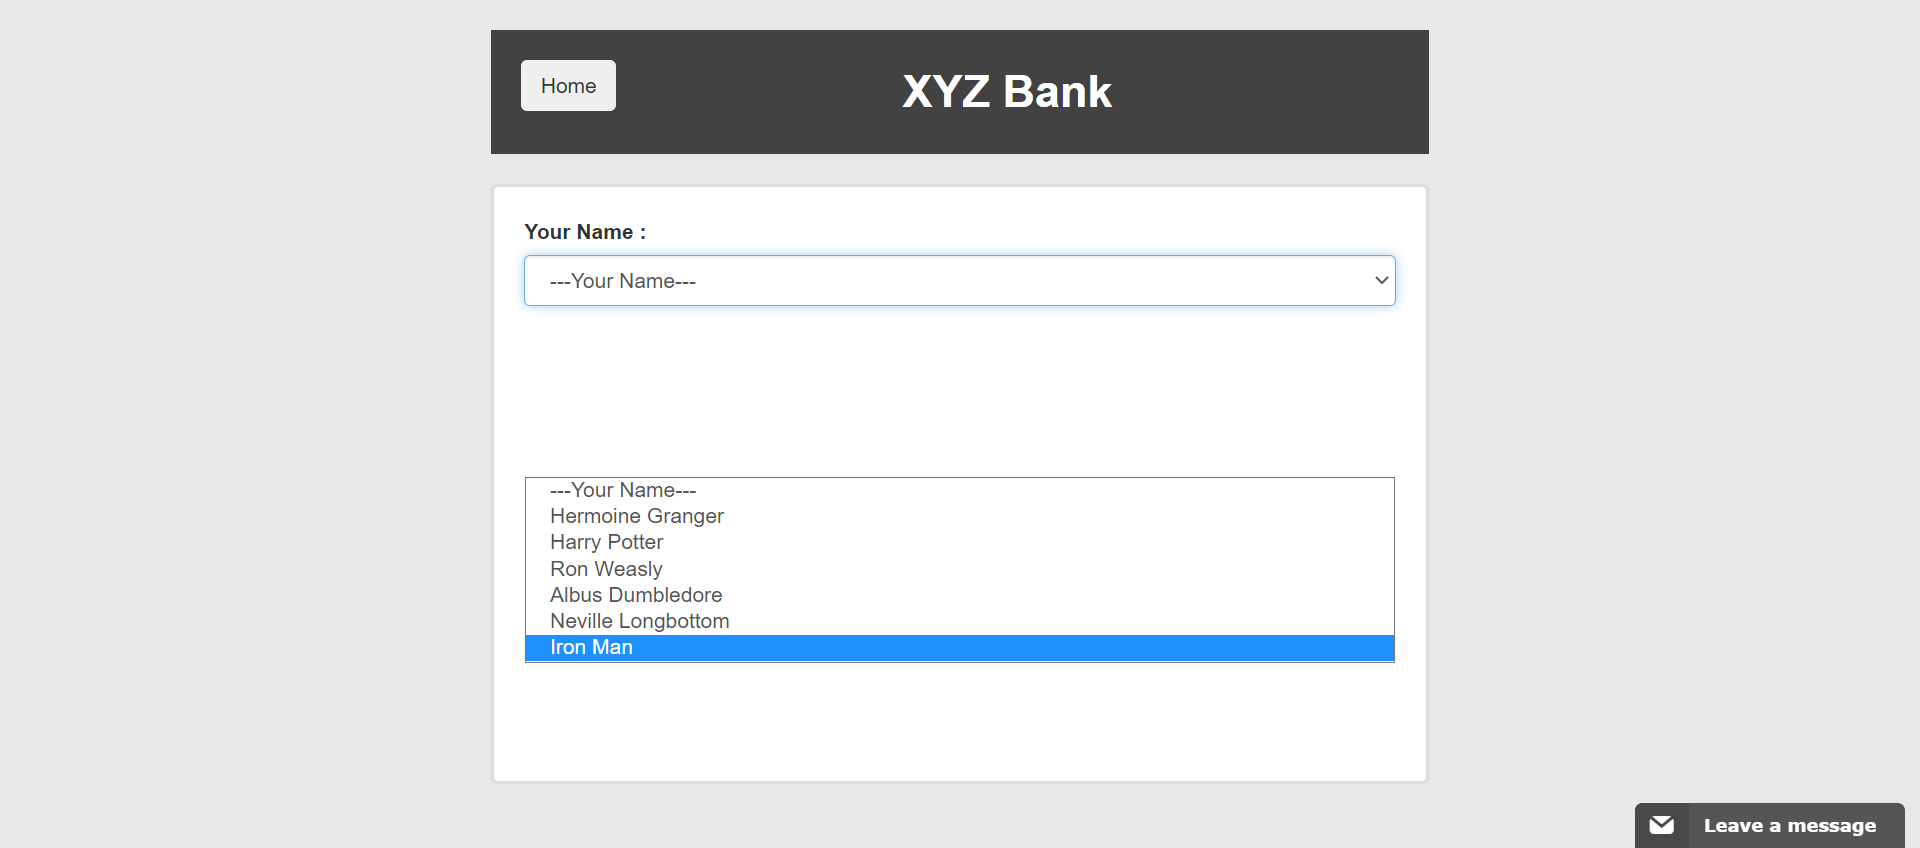 Home
XYZ Bank
Your Name :
---Your Name---
---Your Name---
Hermoine Granger
Harry Potter
Ron Weasly
Albus Dumbledore
Neville Longbottom
Iron Man
Leave a message